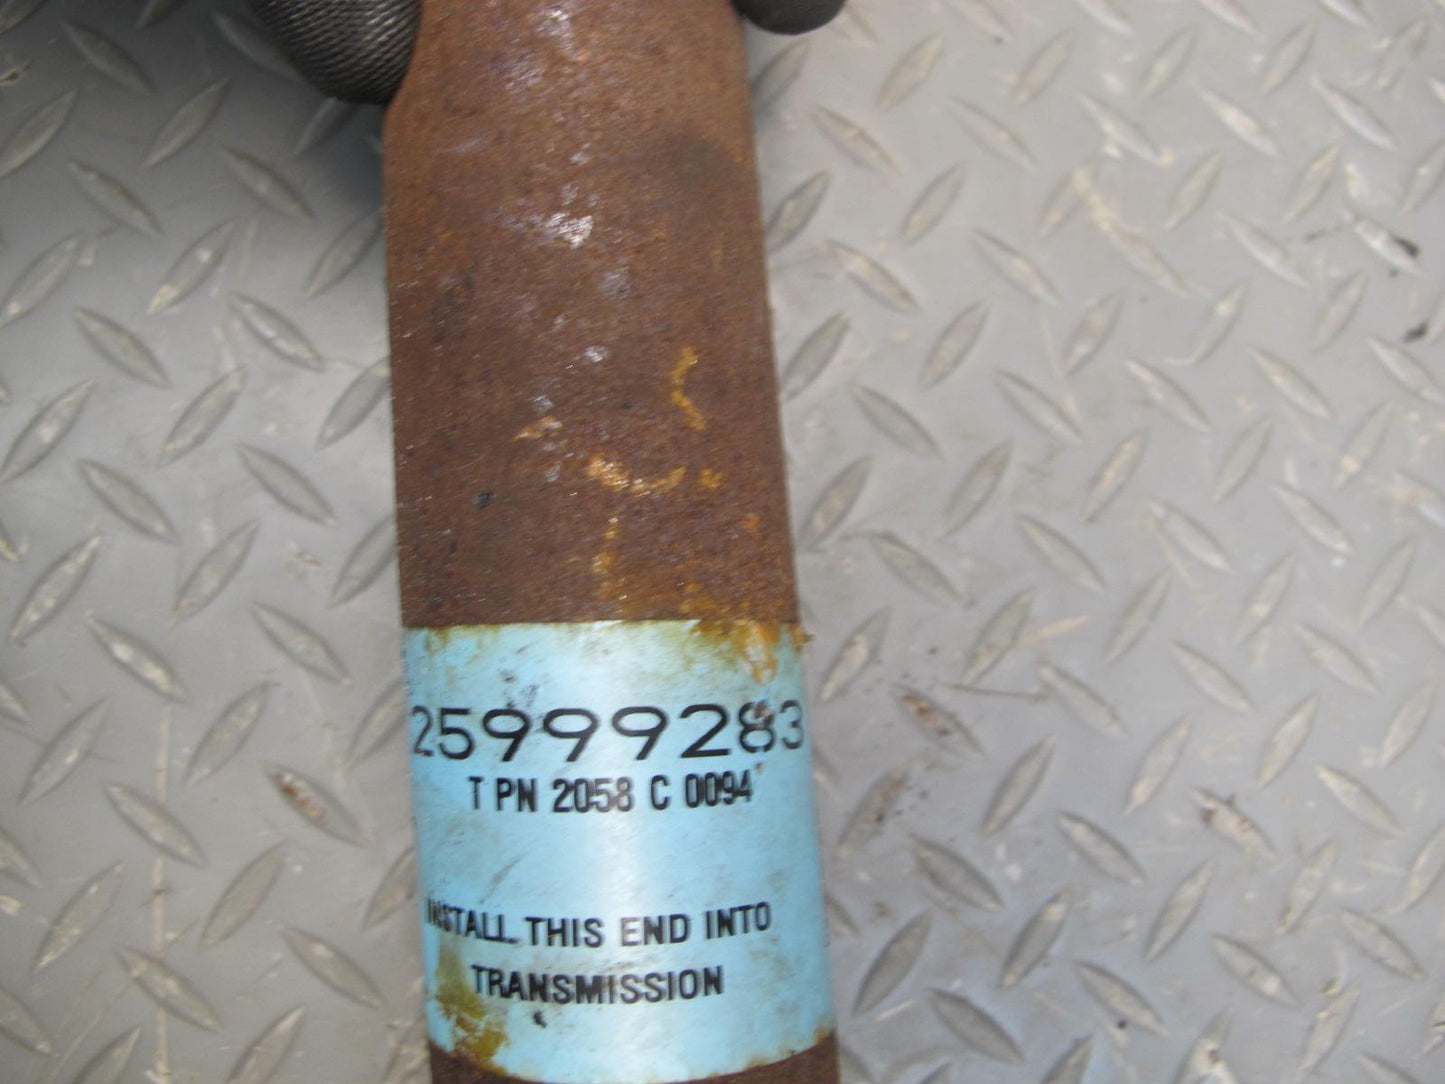 25999283
T PN 2058 C 0094
INSTALL THIS END INTO
TRANSMISSION